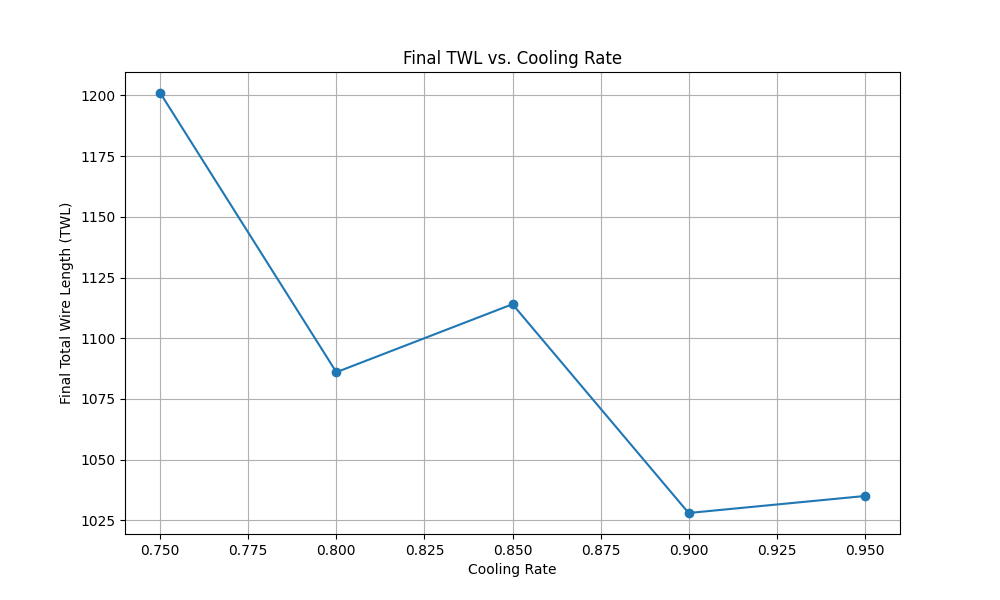 Final TWL vs. Cooling Rate
Final Total Wire Length (TWL)
1200
1175
1150
1125
1100
1075
1050
1025
0.750 0.775 0.800 0.825 0.850 0.875 0.900 0.925 0.950
Cooling Rate